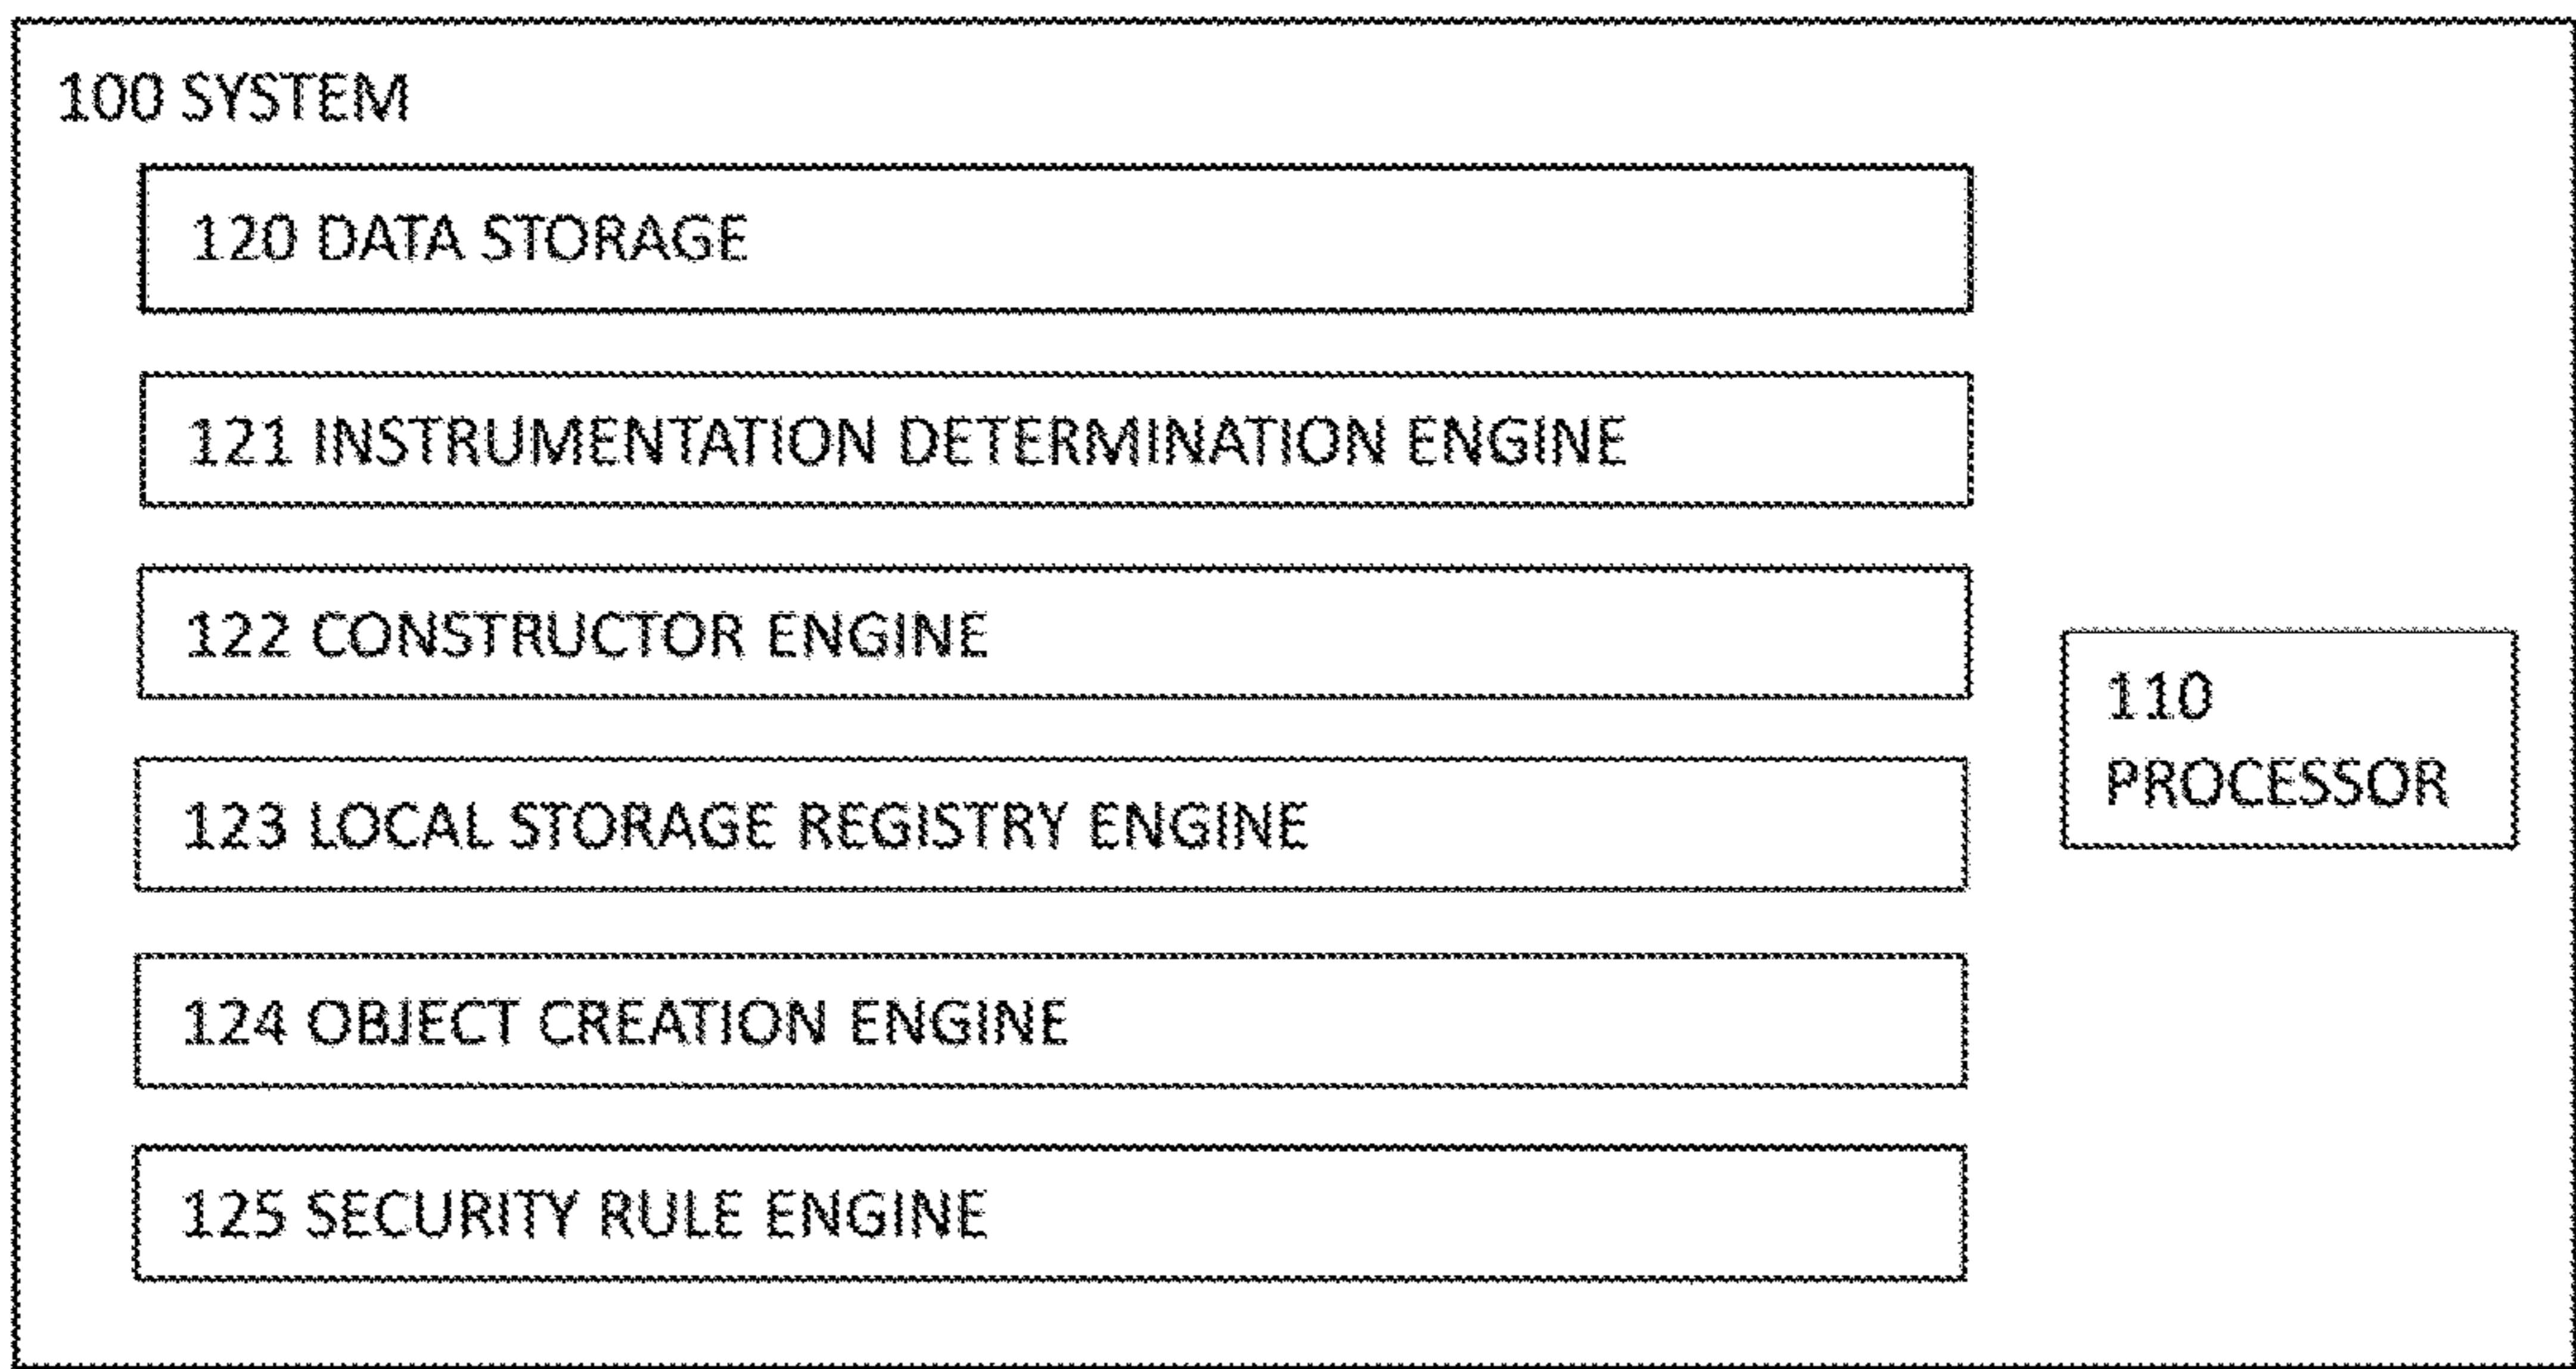 100 SYSTEM
120 DATA STORAGE
121 INSTRUMENTATION DETERMINATION ENGINE
122 CONSTRUCTOR ENGINE
123 LOCAL STORAGE REGISTRY ENGINE
124 OBJECT CREATION ENGINE
125 SECURITY RULE ENGINE
110
PROCESSOR